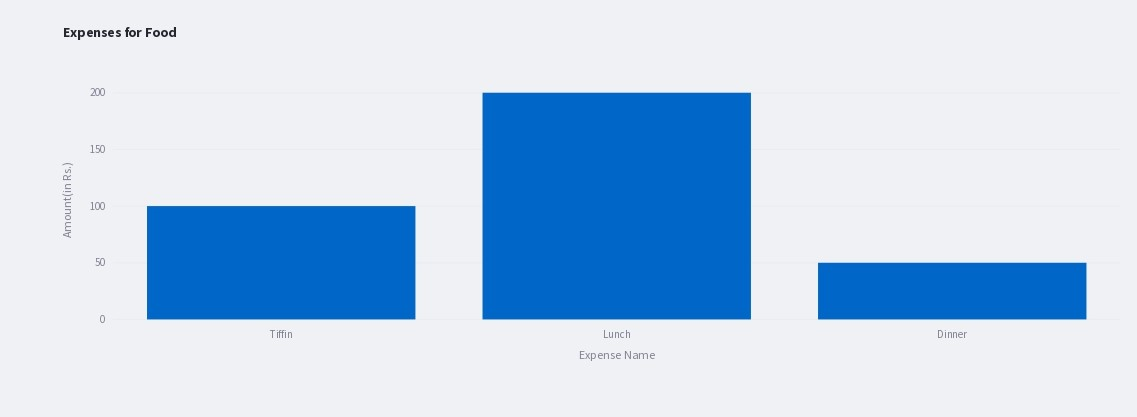 Expenses for Food
200
150
100
50
0
Amount(in Rs.)
Tiffin
Lunch
Dinner
Expense Name